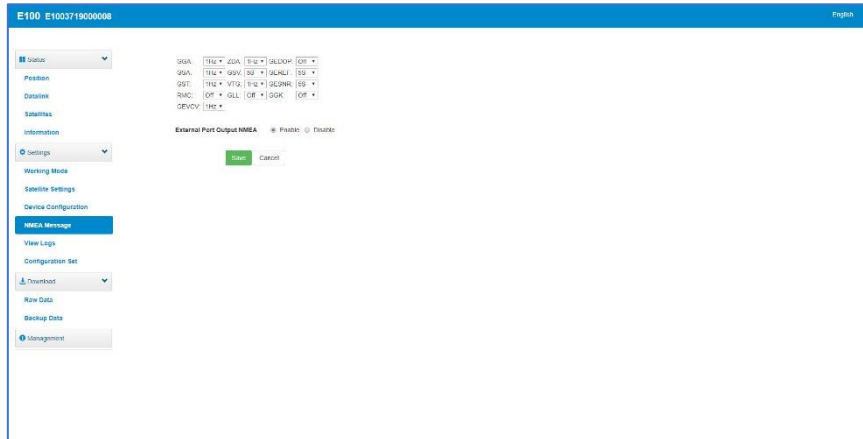 E100 E1003719000008
English
Status
Position
Datalink
Satellites
Information
Settings
Working Mode
Satellite Settings
Device Configuration
NMEA Message
View Logs
Configuration Set
Download
Raw Data
Backup Data
Management
GGA: 1Hz ZDA: 1Hz GEDOP: Off
GSA: 1Hz GSV: 5S GEREF: 5S
GST: 1Hz VTG: 1Hz GESNR: 5S
RMC: Off GLL: Off GGK: Off
GEVCV: 1Hz
External Port Output NMEA Enable Disable
Save Cancel